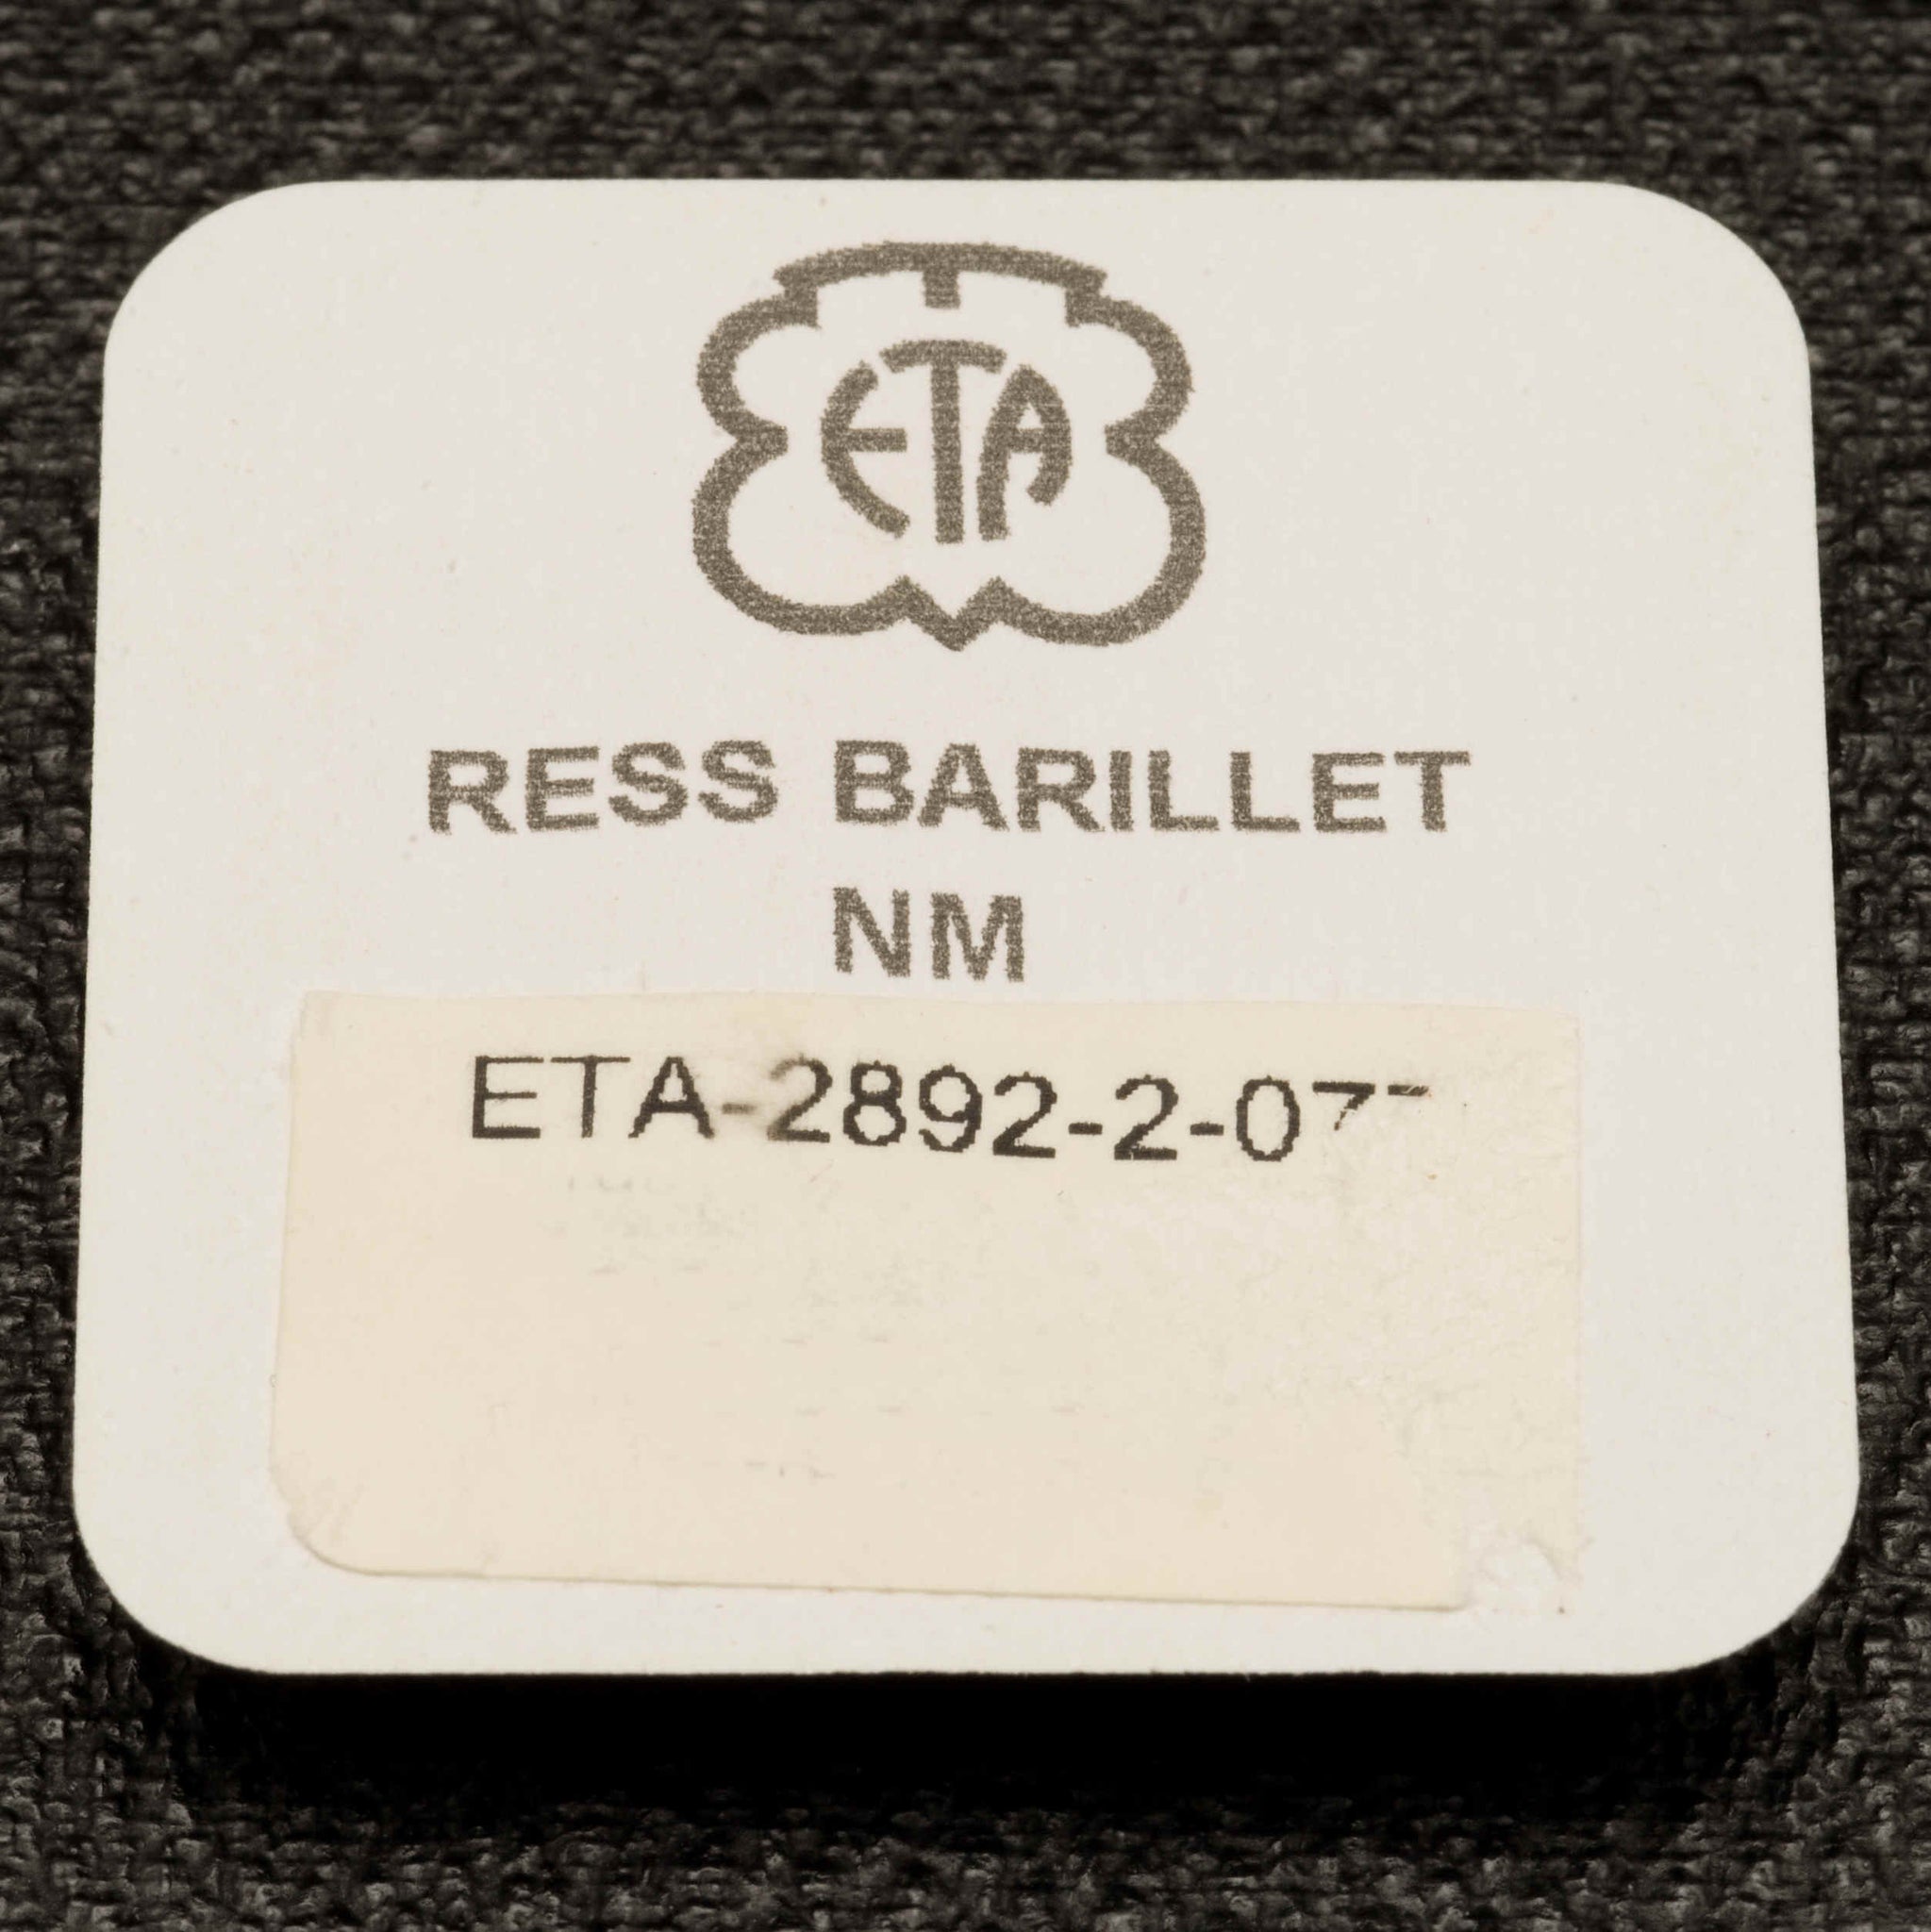 ETA
RESS BARILLET
NM
ETA-2892-2-07